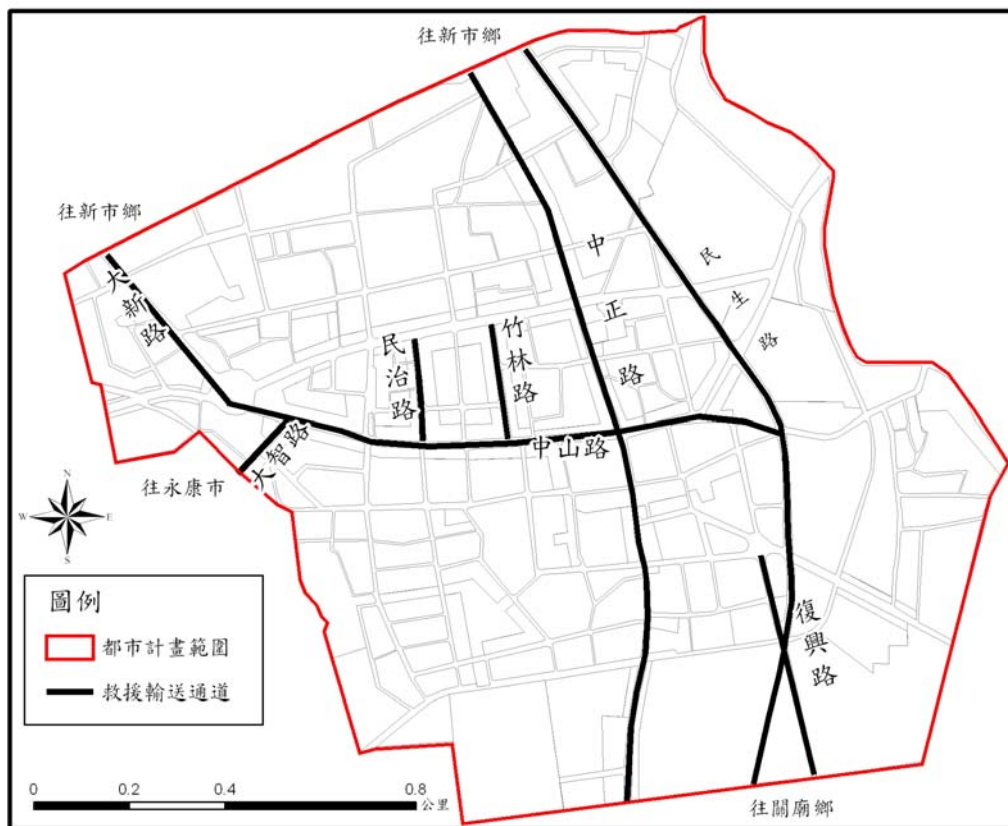 往新市鄉
往新市鄉
大新路
中正路
民生路
竹林路
民治路
中山路
大智路
往永康市
N
W
E
S
復興路
圖例
都市計畫範圍
救援輸送通道
0
0.2
0.4
0.8
公里
往關廟鄉